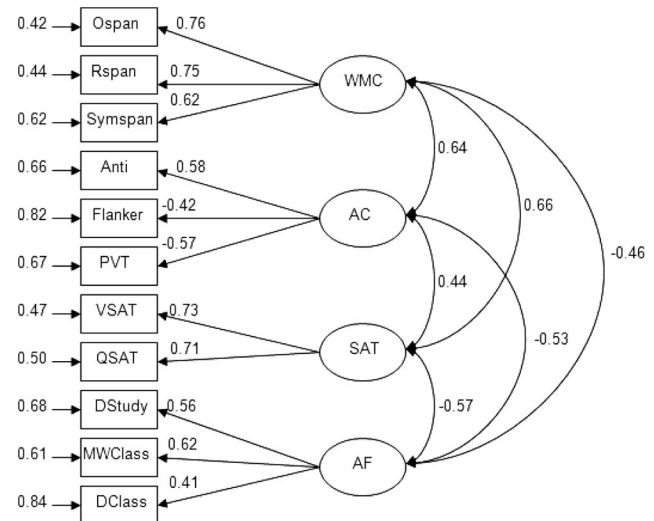 0.42 Ospan 0.76
0.44 Rspan 0.75 WMC
0.62 Symspan 0.62
0.64
0.66 Anti 0.58
0.82 Flanker -0.42 AC 0.66
0.67 PVT -0.57
-0.46
0.44
0.47 VSAT 0.73
0.50 QSAT 0.71 SAT -0.53
0.68 DStudy 0.56 -0.57
0.61 MWClass 0.62 AF
0.84 DClass 0.41